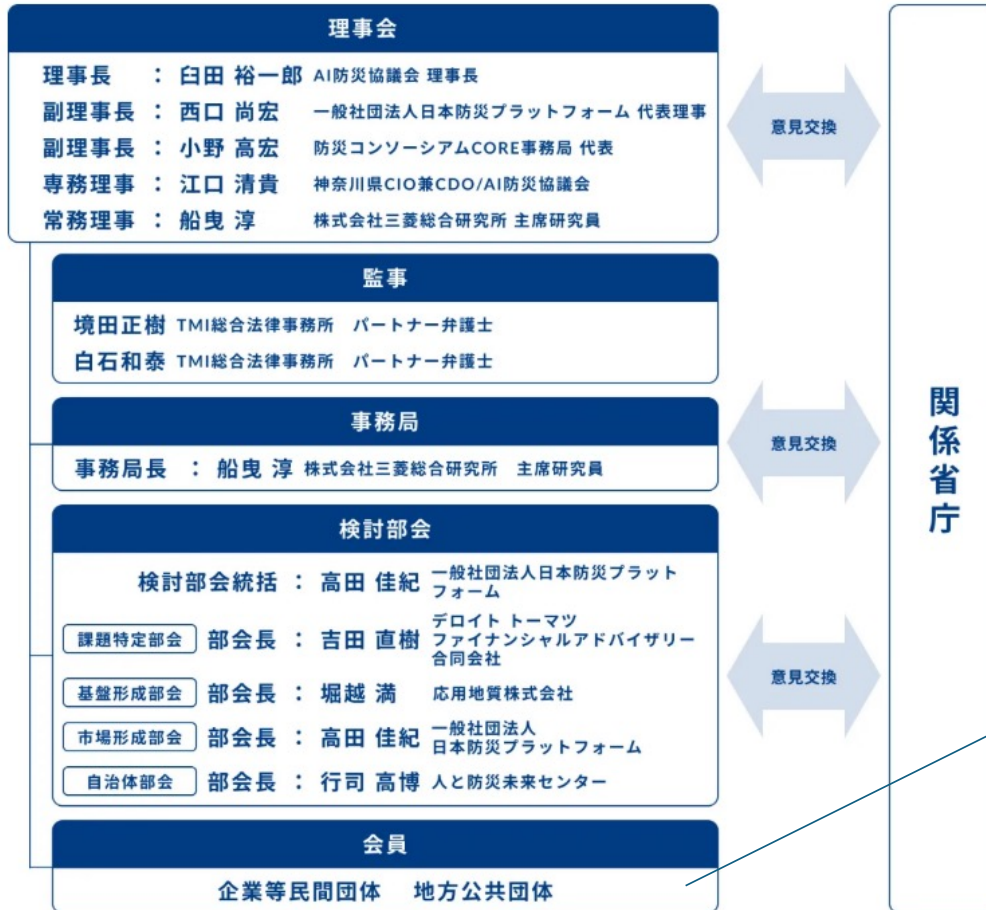 理事会
理事長 ： 臼田 裕一郎 AI防災協議会 理事長
副理事長 ： 西口 尚宏 一般社団法人日本防災プラットフォーム 代表理事
副理事長 ： 小野 高宏 防災コンソーシアムCORE事務局 代表
専務理事 ： 江口 清貴 神奈川県CIO兼CDO/AI防災協議会
常務理事 ： 船曳 淳 株式会社三菱総合研究所 主席研究員
意見交換
監事
境田正樹 TMI総合法律事務所　パートナー弁護士
白石和泰 TMI総合法律事務所　パートナー弁護士
事務局
事務局長 ： 船曳 淳 株式会社三菱総合研究所　主席研究員
意見交換
検討部会
検討部会統括 ： 高田 佳紀 一般社団法人日本防災プラット
フォーム
課題特定部会 部会長 ： 吉田 直樹 デロイト トーマツ
ファイナンシャルアドバイザリー
合同会社
基盤形成部会 部会長 ： 堀越 満 応用地質株式会社
市場形成部会 部会長 ： 高田 佳紀 一般社団法人
日本防災プラットフォーム
自治体部会 部会長 ： 行司 高博 人と防災未来センター
意見交換
会員
企業等民間団体　地方公共団体
関係省庁